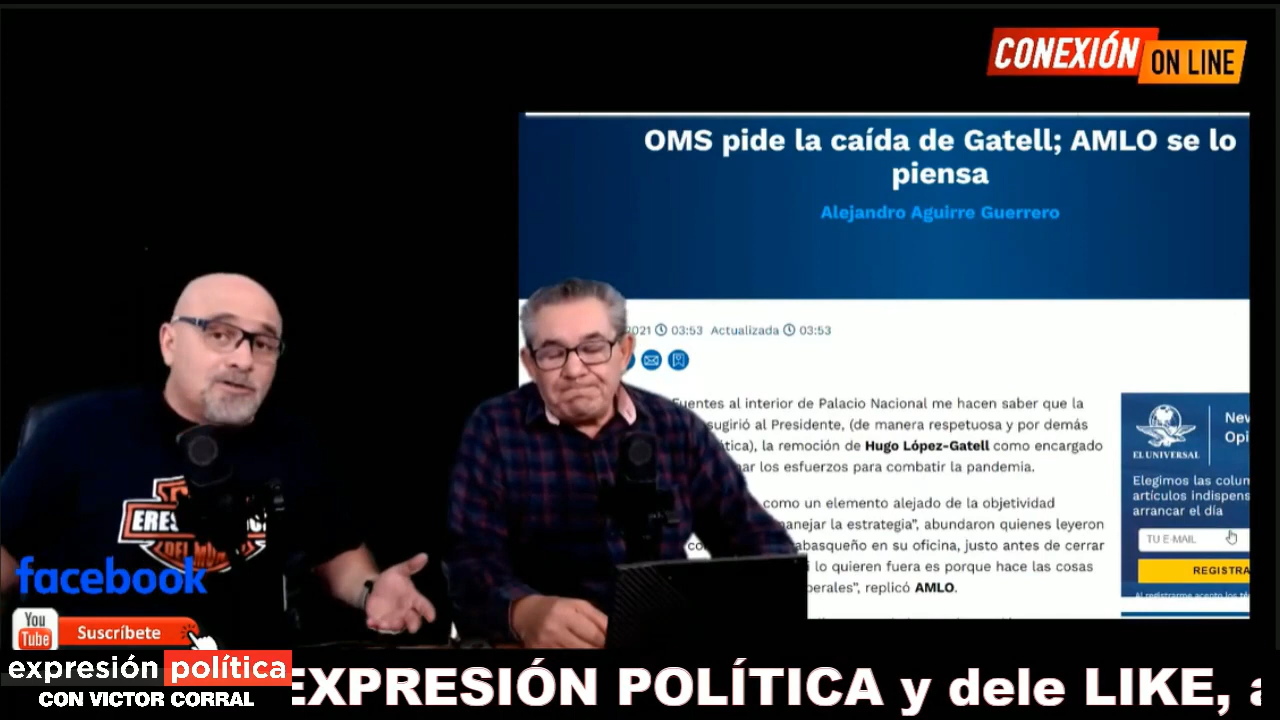 CONEXIÓN
ON LINE
OMS pide la caída de Gatell; AMLO se lo
piensa
Alejandro Aguirre Guerrero
2021 03:53 Actualizada 03:53
Fuentes al interior de Palacio Nacional me hacen saber que la
sugirió al Presidente, (de manera respetuosa y por demás
la remoción de Hugo López-Gatell como encargado
los esfuerzos para combatir la pandemia.
como un elemento alejado de la objetividad
manejar la estrategia”, abundaron quienes leyeron
en su oficina, justo antes de cerrar
lo quieren fuera es porque hace las cosas
replicó AMLO.
EL UNIVERSAL
Elegimos las
artículos
arrancar el día
TU E-MAIL
ERES
DEL
facebook
You
Tube
Suscríbete
expresión política
CON VICTOR CORRAL
EXPRESIÓN POLÍTICA y dele LIKE,